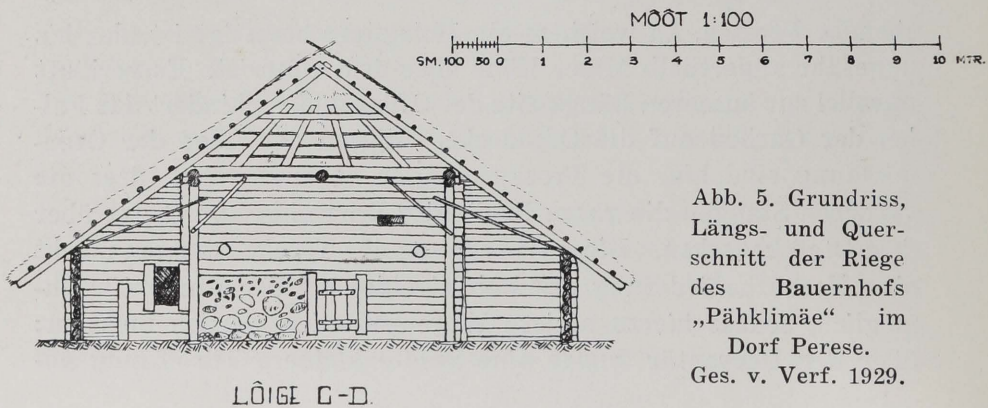 MÕÕT 1:100
SM. 100 50 0 1 2 3 4 5 6 7 8 9 10 MTR.
Abb. 5. Grundriss,
Längs- und Quer-
schnitt der Riege
des Bauernhofs
„Pähklimäe“ im
Dorf Perese.
Ges. v. Verf. 1929.
LÕIGE C-D.